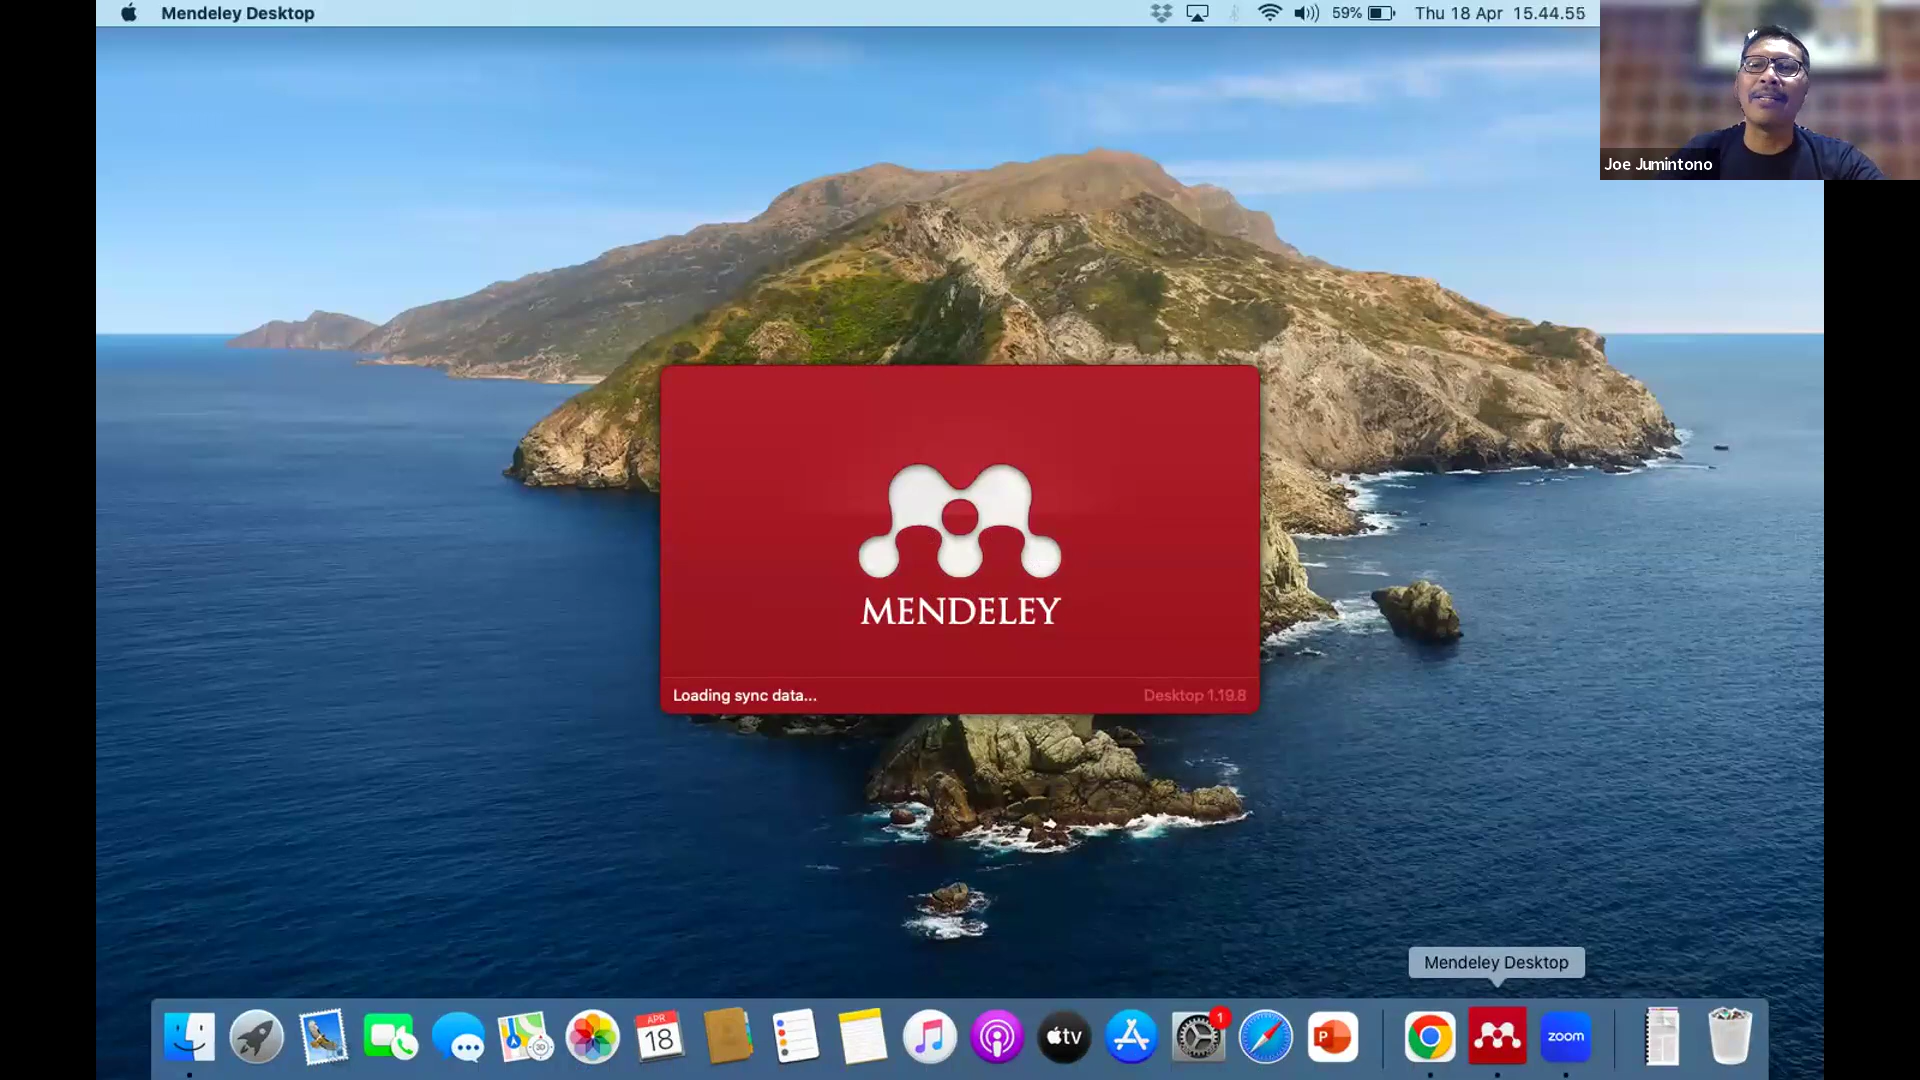 Mendeley Desktop
59%
Thu 18 Apr 15.44.55
Joe Jumintono
MENDELEY
Loading sync data...
Desktop 1.19.8
Mendeley Desktop
APR
18
3D
tv
1
P
zoom